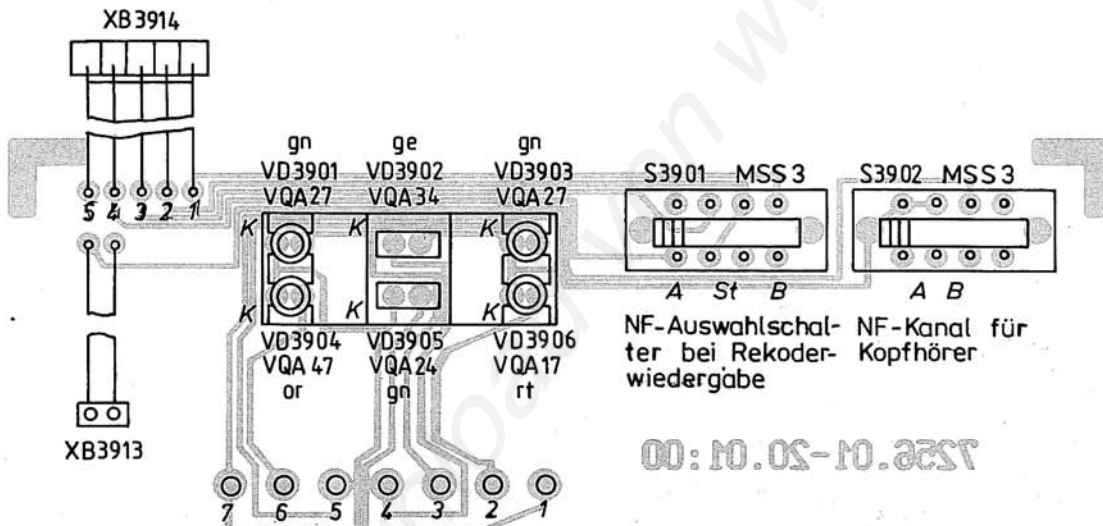 XB3914
gn ge gn
VD3901 VD3902 VD3903
VQA27 VQA34 VQA27
S3901 MSS3
S3902 MSS3
5 4 3 2 1
K K K
K K K
A St B
A B
VD3904 VD3905 VD3906
VQA47 VQA24 VQA17
or gn rt
NF-Auswahlschal-
ter bei Rekoder-
wiedergabe
NF-Kanal für
Kopfhörer
XB3913
7256.01-20.01:00
7 6 5 4 3 2 1